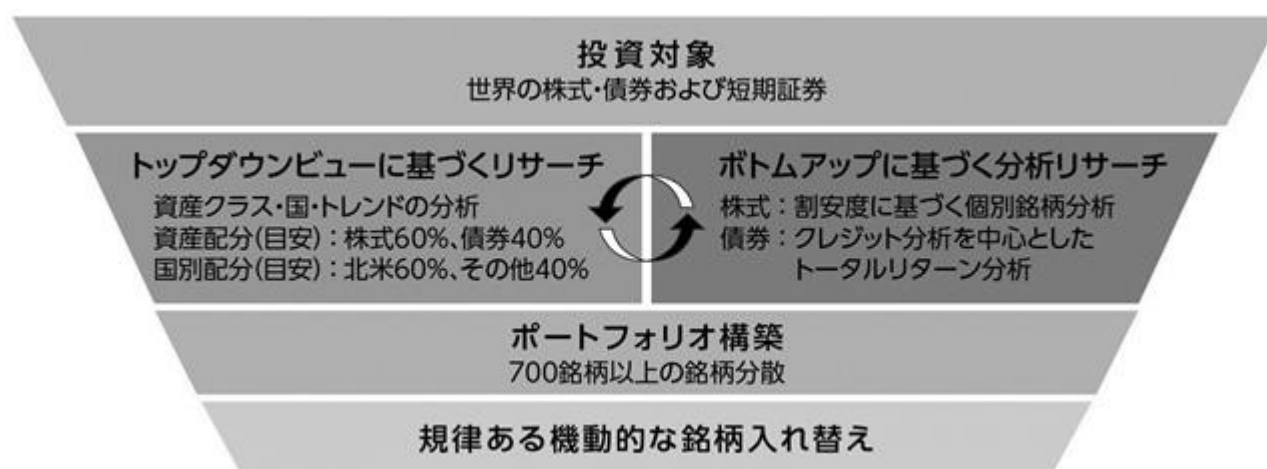 投資対象
世界の株式・債券および短期証券
トップダウンビューに基づくリサーチ
資産クラス・国・トレンドの分析
資産配分(目安)：株式60%、債券40%
国別配分(目安)：北米60%、その他40%
ボトムアップに基づく分析リサーチ
株式：割安度に基づく個別銘柄分析
債券：クレジット分析を中心とした
トータルリターン分析
ポートフォリオ構築
700銘柄以上の銘柄分散
規律ある機動的な銘柄入れ替え